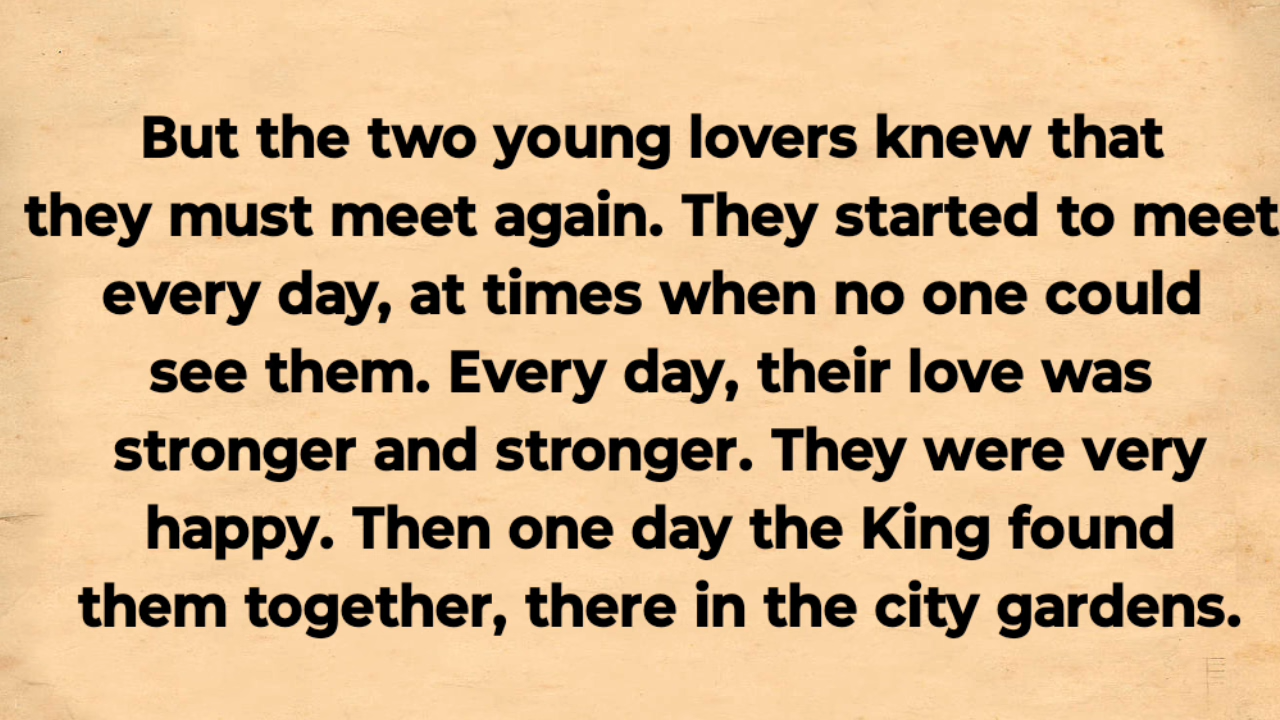 But the two young lovers knew that
they must meet again. They started to meet
every day, at times when no one could
see them. Every day, their love was
stronger and stronger. They were very
happy. Then one day the King found
them together, there in the city gardens.